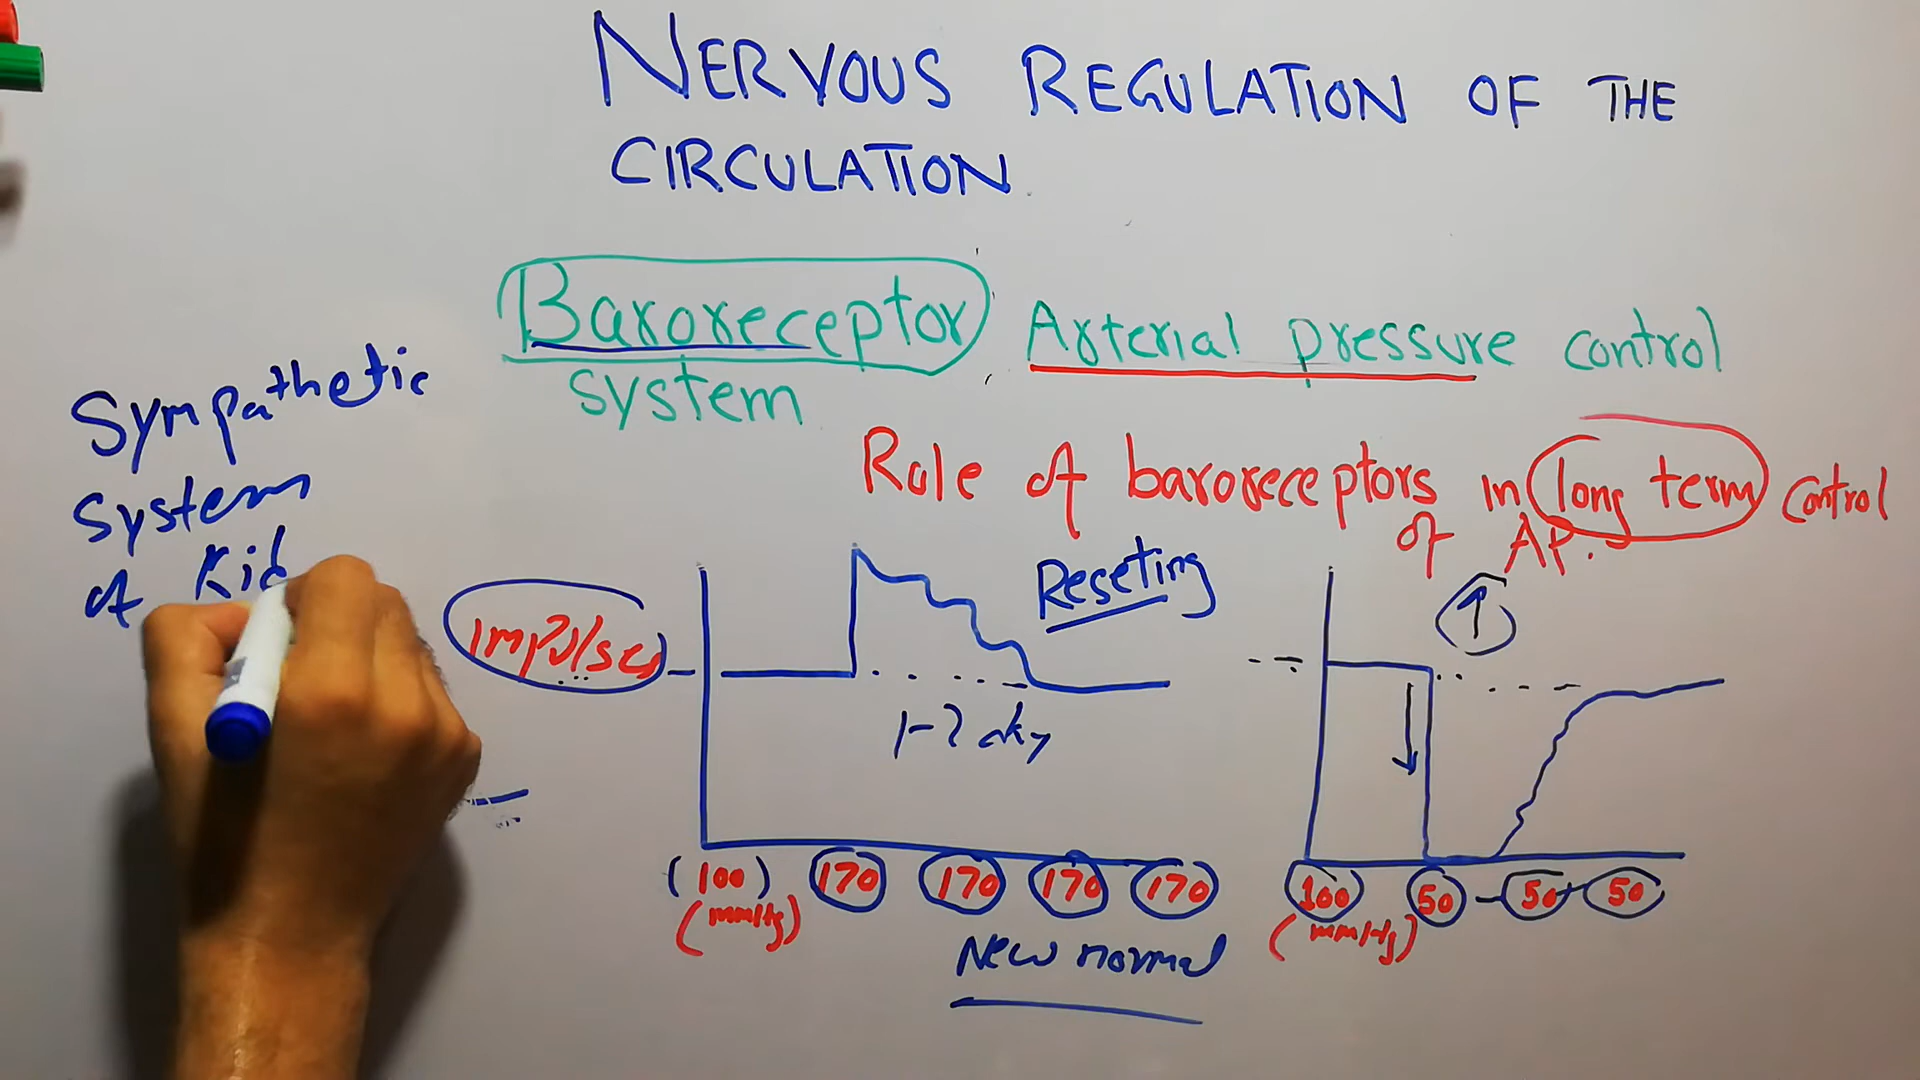 NERVOUS REGULATION OF THE
CIRCULATION
Baroreceptor Arterial pressure control
system
Role of baroreceptors in long term control
of AP.
Sympathetic
system
of Kid
Impulses
Reseting
↑
1-2 day
(100) 170 170 170 170
(mmHg)
New normal
100 50 - 50 - 50
(mmHg)